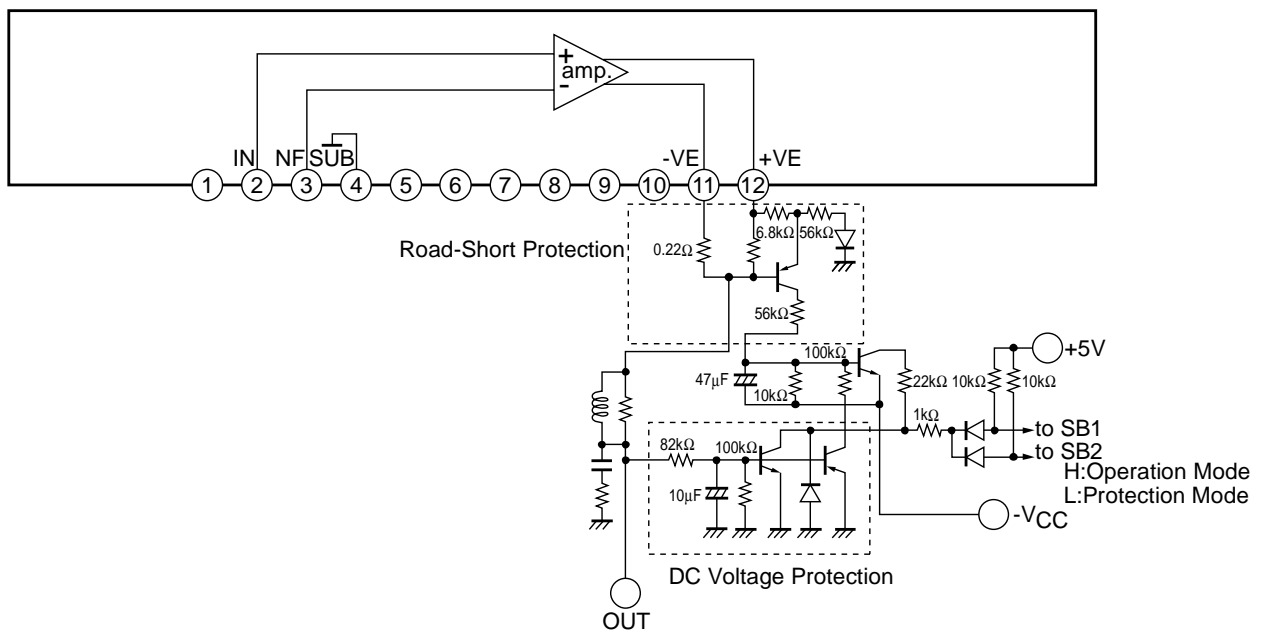 +
amp.
-
IN
NF
SUB
-VE
+VE
1
2
3
4
5
6
7
8
9
10
11
12
Road-Short Protection
0.22Ω
6.8kΩ
56kΩ
56kΩ
100kΩ
+5V
47μF
10kΩ
22kΩ
10kΩ
10kΩ
1kΩ
to SB1
to SB2
H:Operation Mode
L:Protection Mode
82kΩ
100kΩ
10μF
-VCC
DC Voltage Protection
OUT